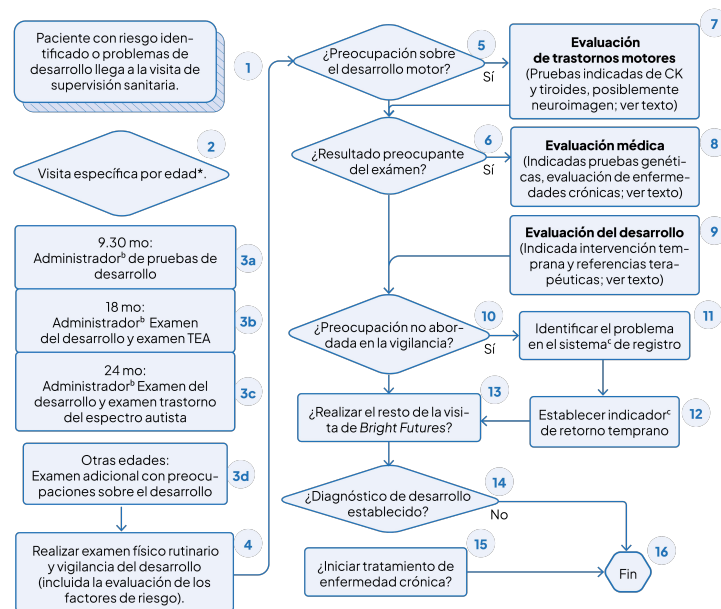 Paciente con riesgo iden-
tificado o problemas de
desarrollo llega a la visita de
supervisión sanitaria.
1
2
Visita específica por edad*.
9.30 mo:
Administradorᵇ de pruebas de
desarrollo
3a
18 mo:
Administradorᵇ Examen
del desarrollo y examen TEA
3b
24 mo:
Administradorᵇ Examen del
desarrollo y examen trastorno
del espectro autista
3c
Otras edades:
Examen adicional con preocu-
paciones sobre el desarrollo
3d
Realizar examen físico rutinario
y vigilancia del desarrollo
(incluida la evaluación de los
factores de riesgo).
4
¿Preocupación sobre
el desarrollo motor?
5
Sí
Evaluación
de trastornos motores
(Pruebas indicadas de CK
y tiroides, posiblemente
neuroimagen; ver texto)
7
¿Resultado preocupante
del exámen?
6
Sí
Evaluación médica
(Indicadas pruebas genéti-
cas, evaluación de enferme-
dades crónicas; ver texto)
8
Evaluación del desarrollo
(Indicada intervención tem-
prana y referencias tera-
péuticas; ver texto)
9
¿Preocupación no abor-
dada en la vigilancia?
10
Sí
Identificar el problema
en el sistemaᶜ de registro
11
Establecer indicadorᶜ
de retorno temprano
12
¿Realizar el resto de la visi-
ta de Bright Futures?
13
¿Diagnóstico de desarrollo
establecido?
14
No
¿Iniciar tratamiento de
enfermedad crónica?
15
Fin
16